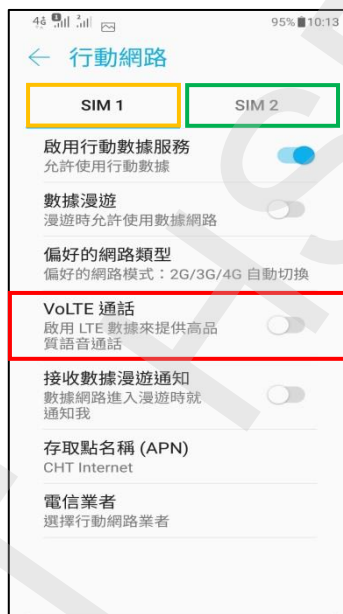 95% 10:13
← 行動網路
SIM 1 SIM 2
啟用行動數據服務
允許使用行動數據
數據漫遊
漫遊時允許使用數據網路
偏好的網路類型
偏好的網路模式：2G/3G/4G 自動切換
VoLTE 通話
啟用 LTE 數據來提供高品
質語音通話
接收數據漫遊通知
數據網路進入漫遊時就
通知我
存取點名稱 (APN)
CHT Internet
電信業者
選擇行動網路業者